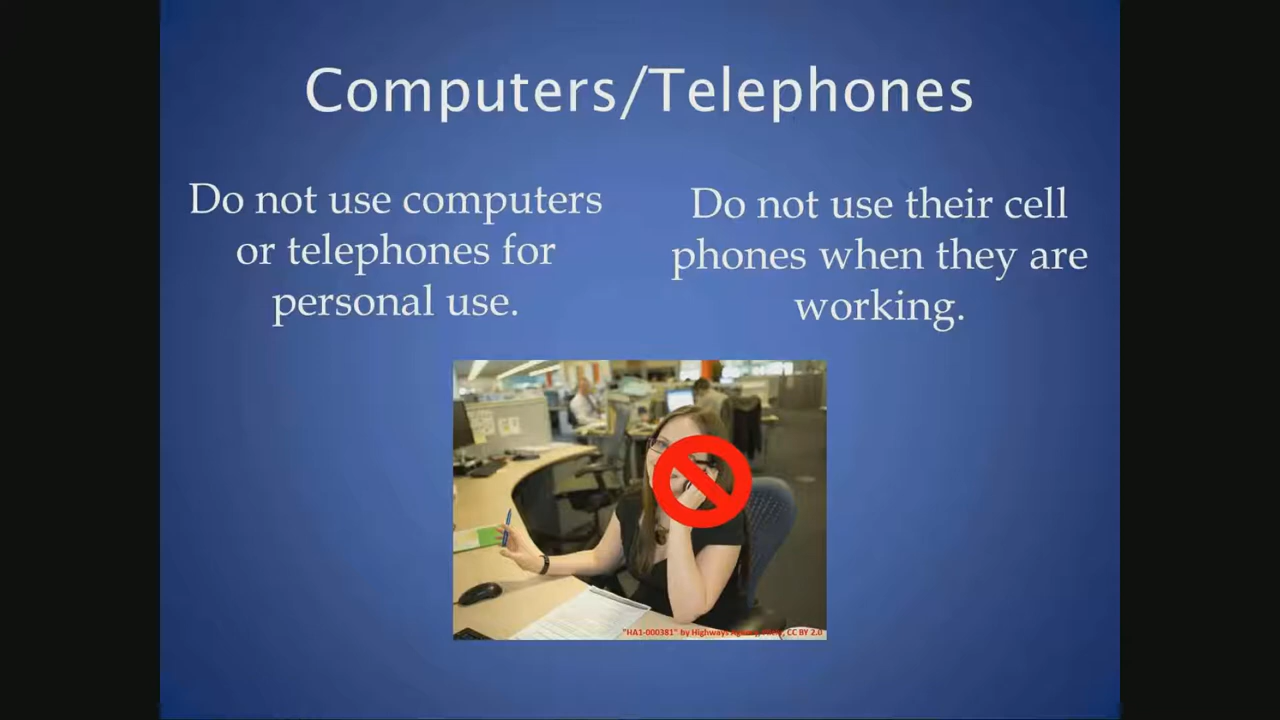 Computers/Telephones
Do not use computers
or telephones for
personal use.
Do not use their cell
phones when they are
working.
"HA1-000381" by Highways Agency, CC BY 2.0